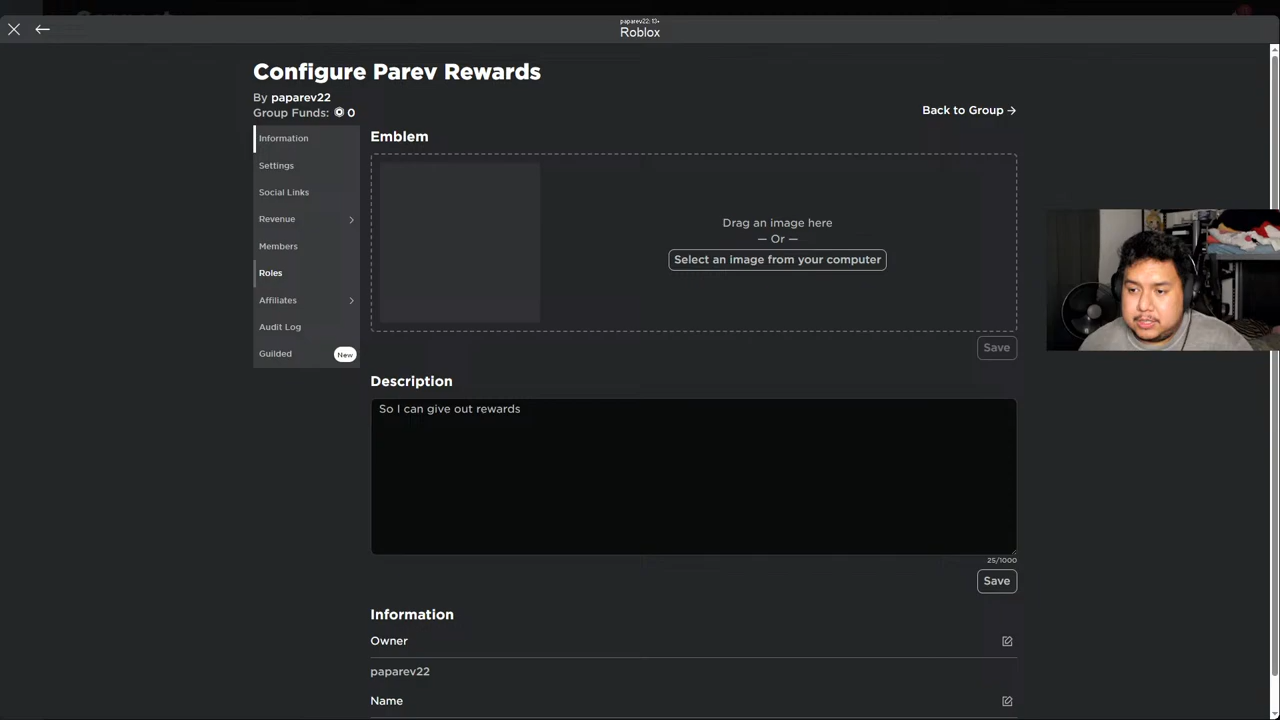 paparev22: 13+
Roblox
Configure Parev Rewards
By paparev22
Group Funds: 0
Back to Group
Information
Settings
Social Links
Revenue
Members
Roles
Affiliates
Audit Log
Guilded New
Emblem
Drag an image here
— Or —
Select an image from your computer
Save
Description
So I can give out rewards
25/1000
Save
Information
Owner
paparev22
Name